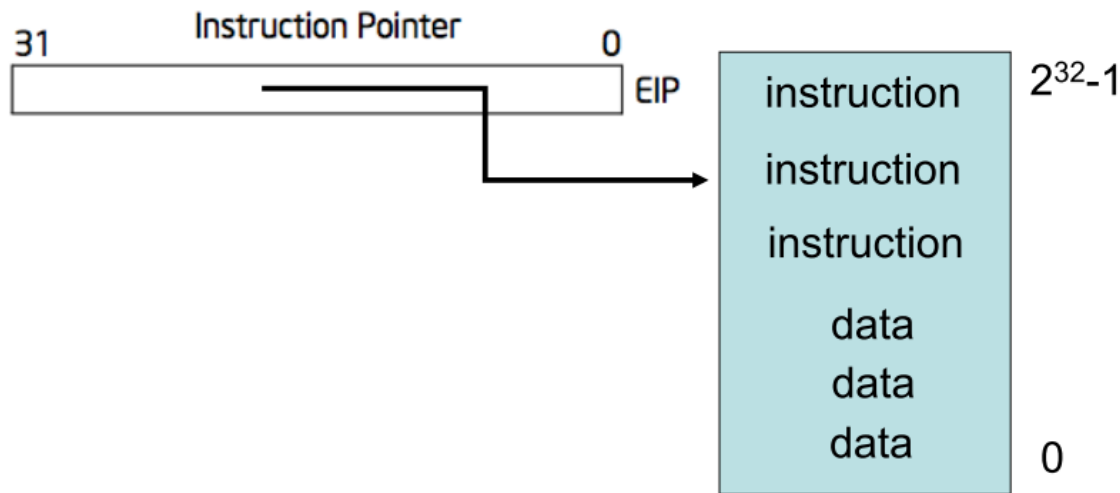 Instruction Pointer
31
0
EIP
instruction
2³²-1
instruction
instruction
data
data
data
0